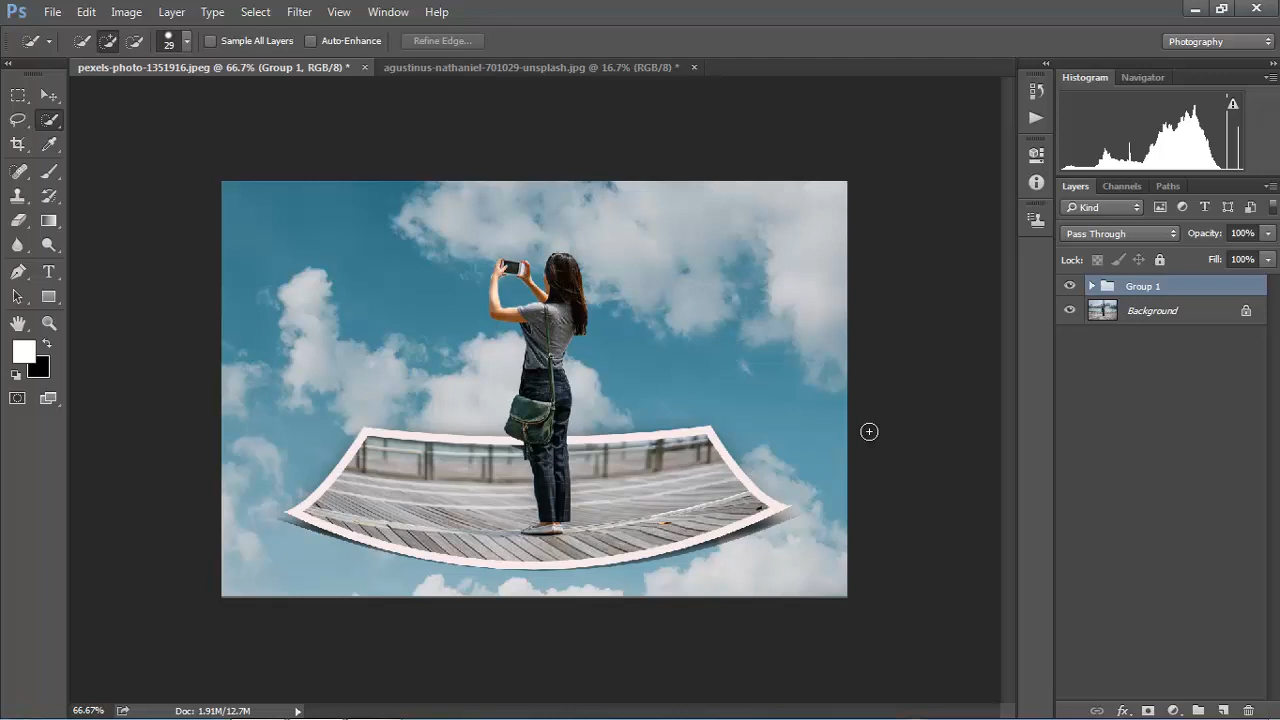 Ps File Edit Image Layer Type Select Filter View Window Help
29 Sample All Layers Auto-Enhance Refine Edge... Photography
pexels-photo-1351916.jpeg @ 66.7% (Group 1, RGB/8) * × agustinus-nathaniel-701029-unsplash.jpg @ 16.7% (RGB/8) * ×
Histogram Navigator
Layers Channels Paths
Kind
Pass Through Opacity: 100%
Lock: Fill: 100%
Group 1
Background
66.67% Doc: 1.91M/12.7M